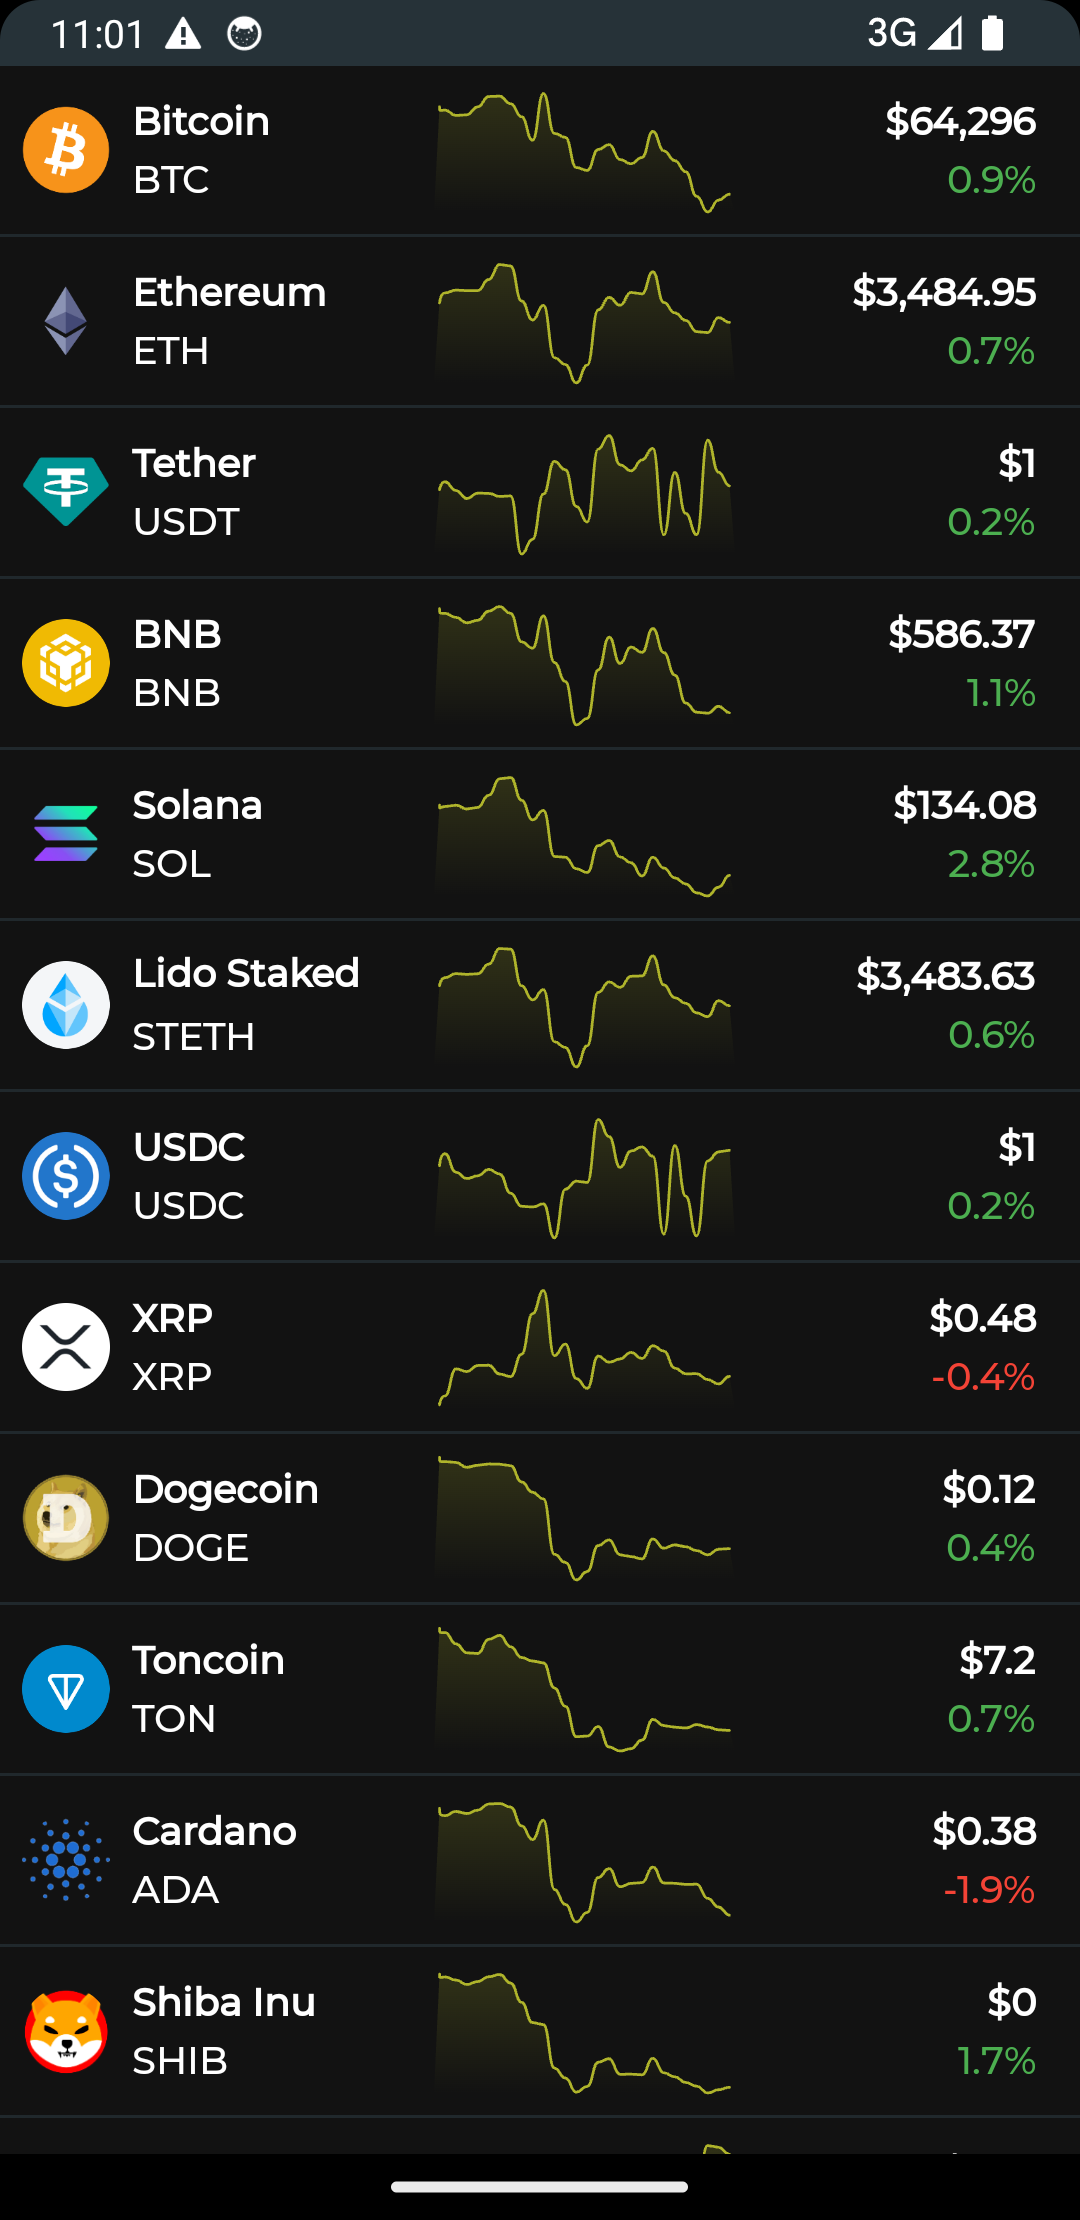 11:01 3G
Bitcoin $64,296
BTC 0.9%
Ethereum $3,484.95
ETH 0.7%
Tether $1
USDT 0.2%
BNB $586.37
BNB 1.1%
Solana $134.08
SOL 2.8%
Lido Staked $3,483.63
STETH 0.6%
USDC $1
USDC 0.2%
XRP $0.48
XRP -0.4%
Dogecoin $0.12
DOGE 0.4%
Toncoin $7.2
TON 0.7%
Cardano $0.38
ADA -1.9%
Shiba Inu $0
SHIB 1.7%